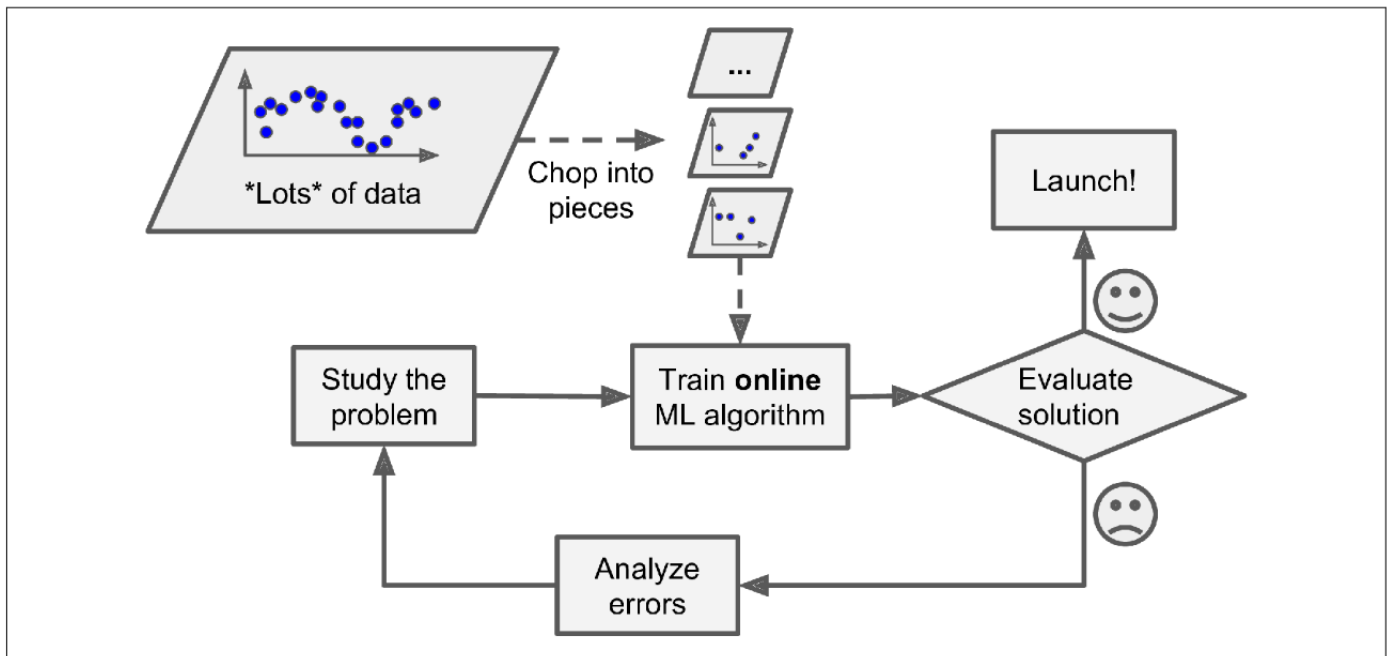 ...
*Lots* of data
Chop into
pieces
Launch!
Study the
problem
Train online
ML algorithm
Evaluate
solution
Analyze
errors